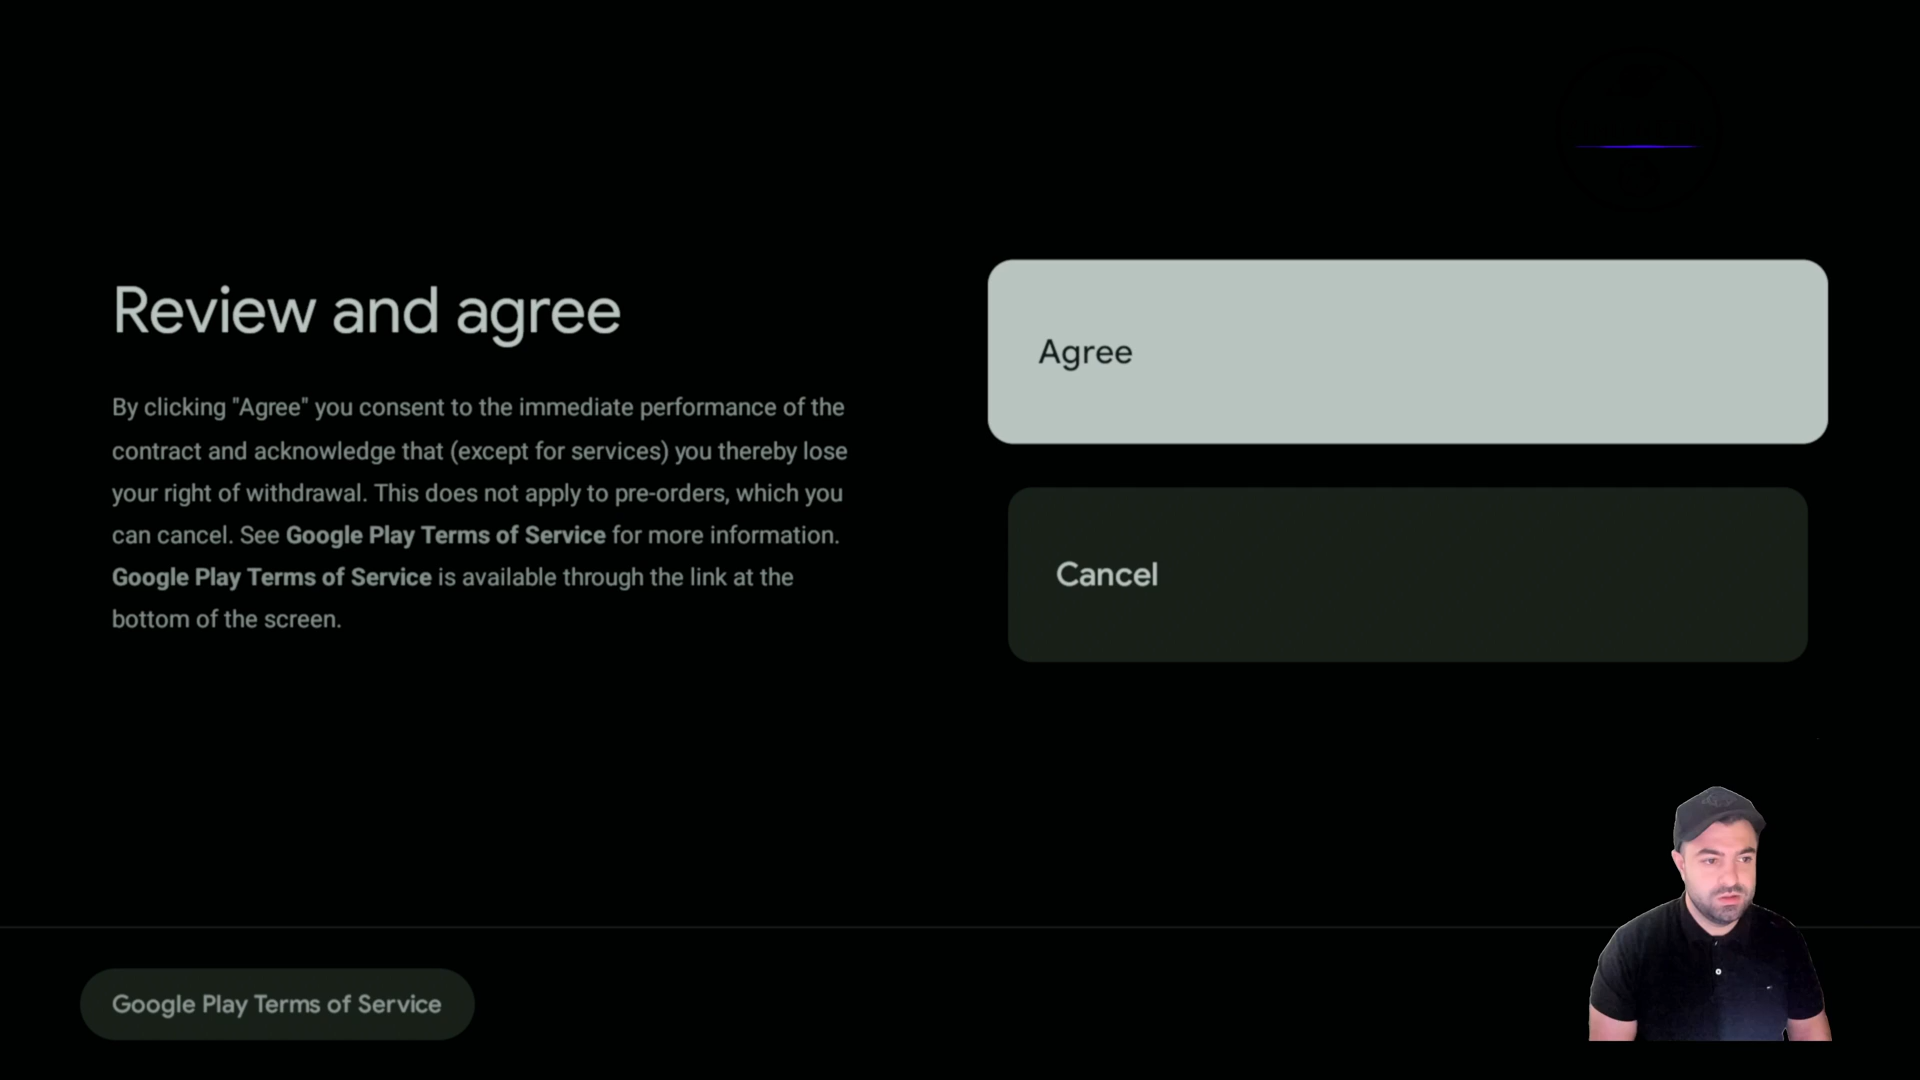 Review and agree
By clicking "Agree" you consent to the immediate performance of the
contract and acknowledge that (except for services) you thereby lose
your right of withdrawal. This does not apply to pre-orders, which you
can cancel. See Google Play Terms of Service for more information.
Google Play Terms of Service is available through the link at the
bottom of the screen.
Agree
Cancel
Google Play Terms of Service